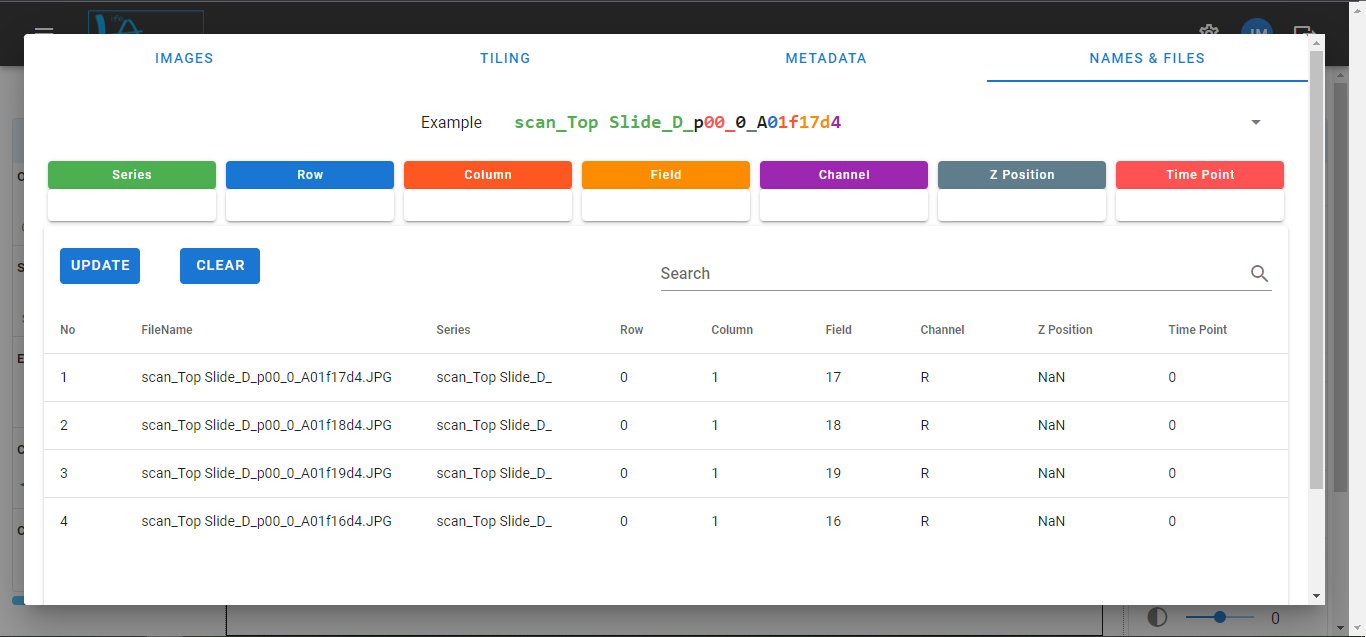 IMAGES TILING METADATA NAMES & FILES
Example scan_Top Slide_D_p00_0_A01f17d4
Series Row Column Field Channel Z Position Time Point
UPDATE CLEAR Search
No FileName Series Row Column Field Channel Z Position Time Point
1 scan_Top Slide_D_p00_0_A01f17d4.JPG scan_Top Slide_D_ 0 1 17 R NaN 0
2 scan_Top Slide_D_p00_0_A01f18d4.JPG scan_Top Slide_D_ 0 1 18 R NaN 0
3 scan_Top Slide_D_p00_0_A01f19d4.JPG scan_Top Slide_D_ 0 1 19 R NaN 0
4 scan_Top Slide_D_p00_0_A01f16d4.JPG scan_Top Slide_D_ 0 1 16 R NaN 0
0